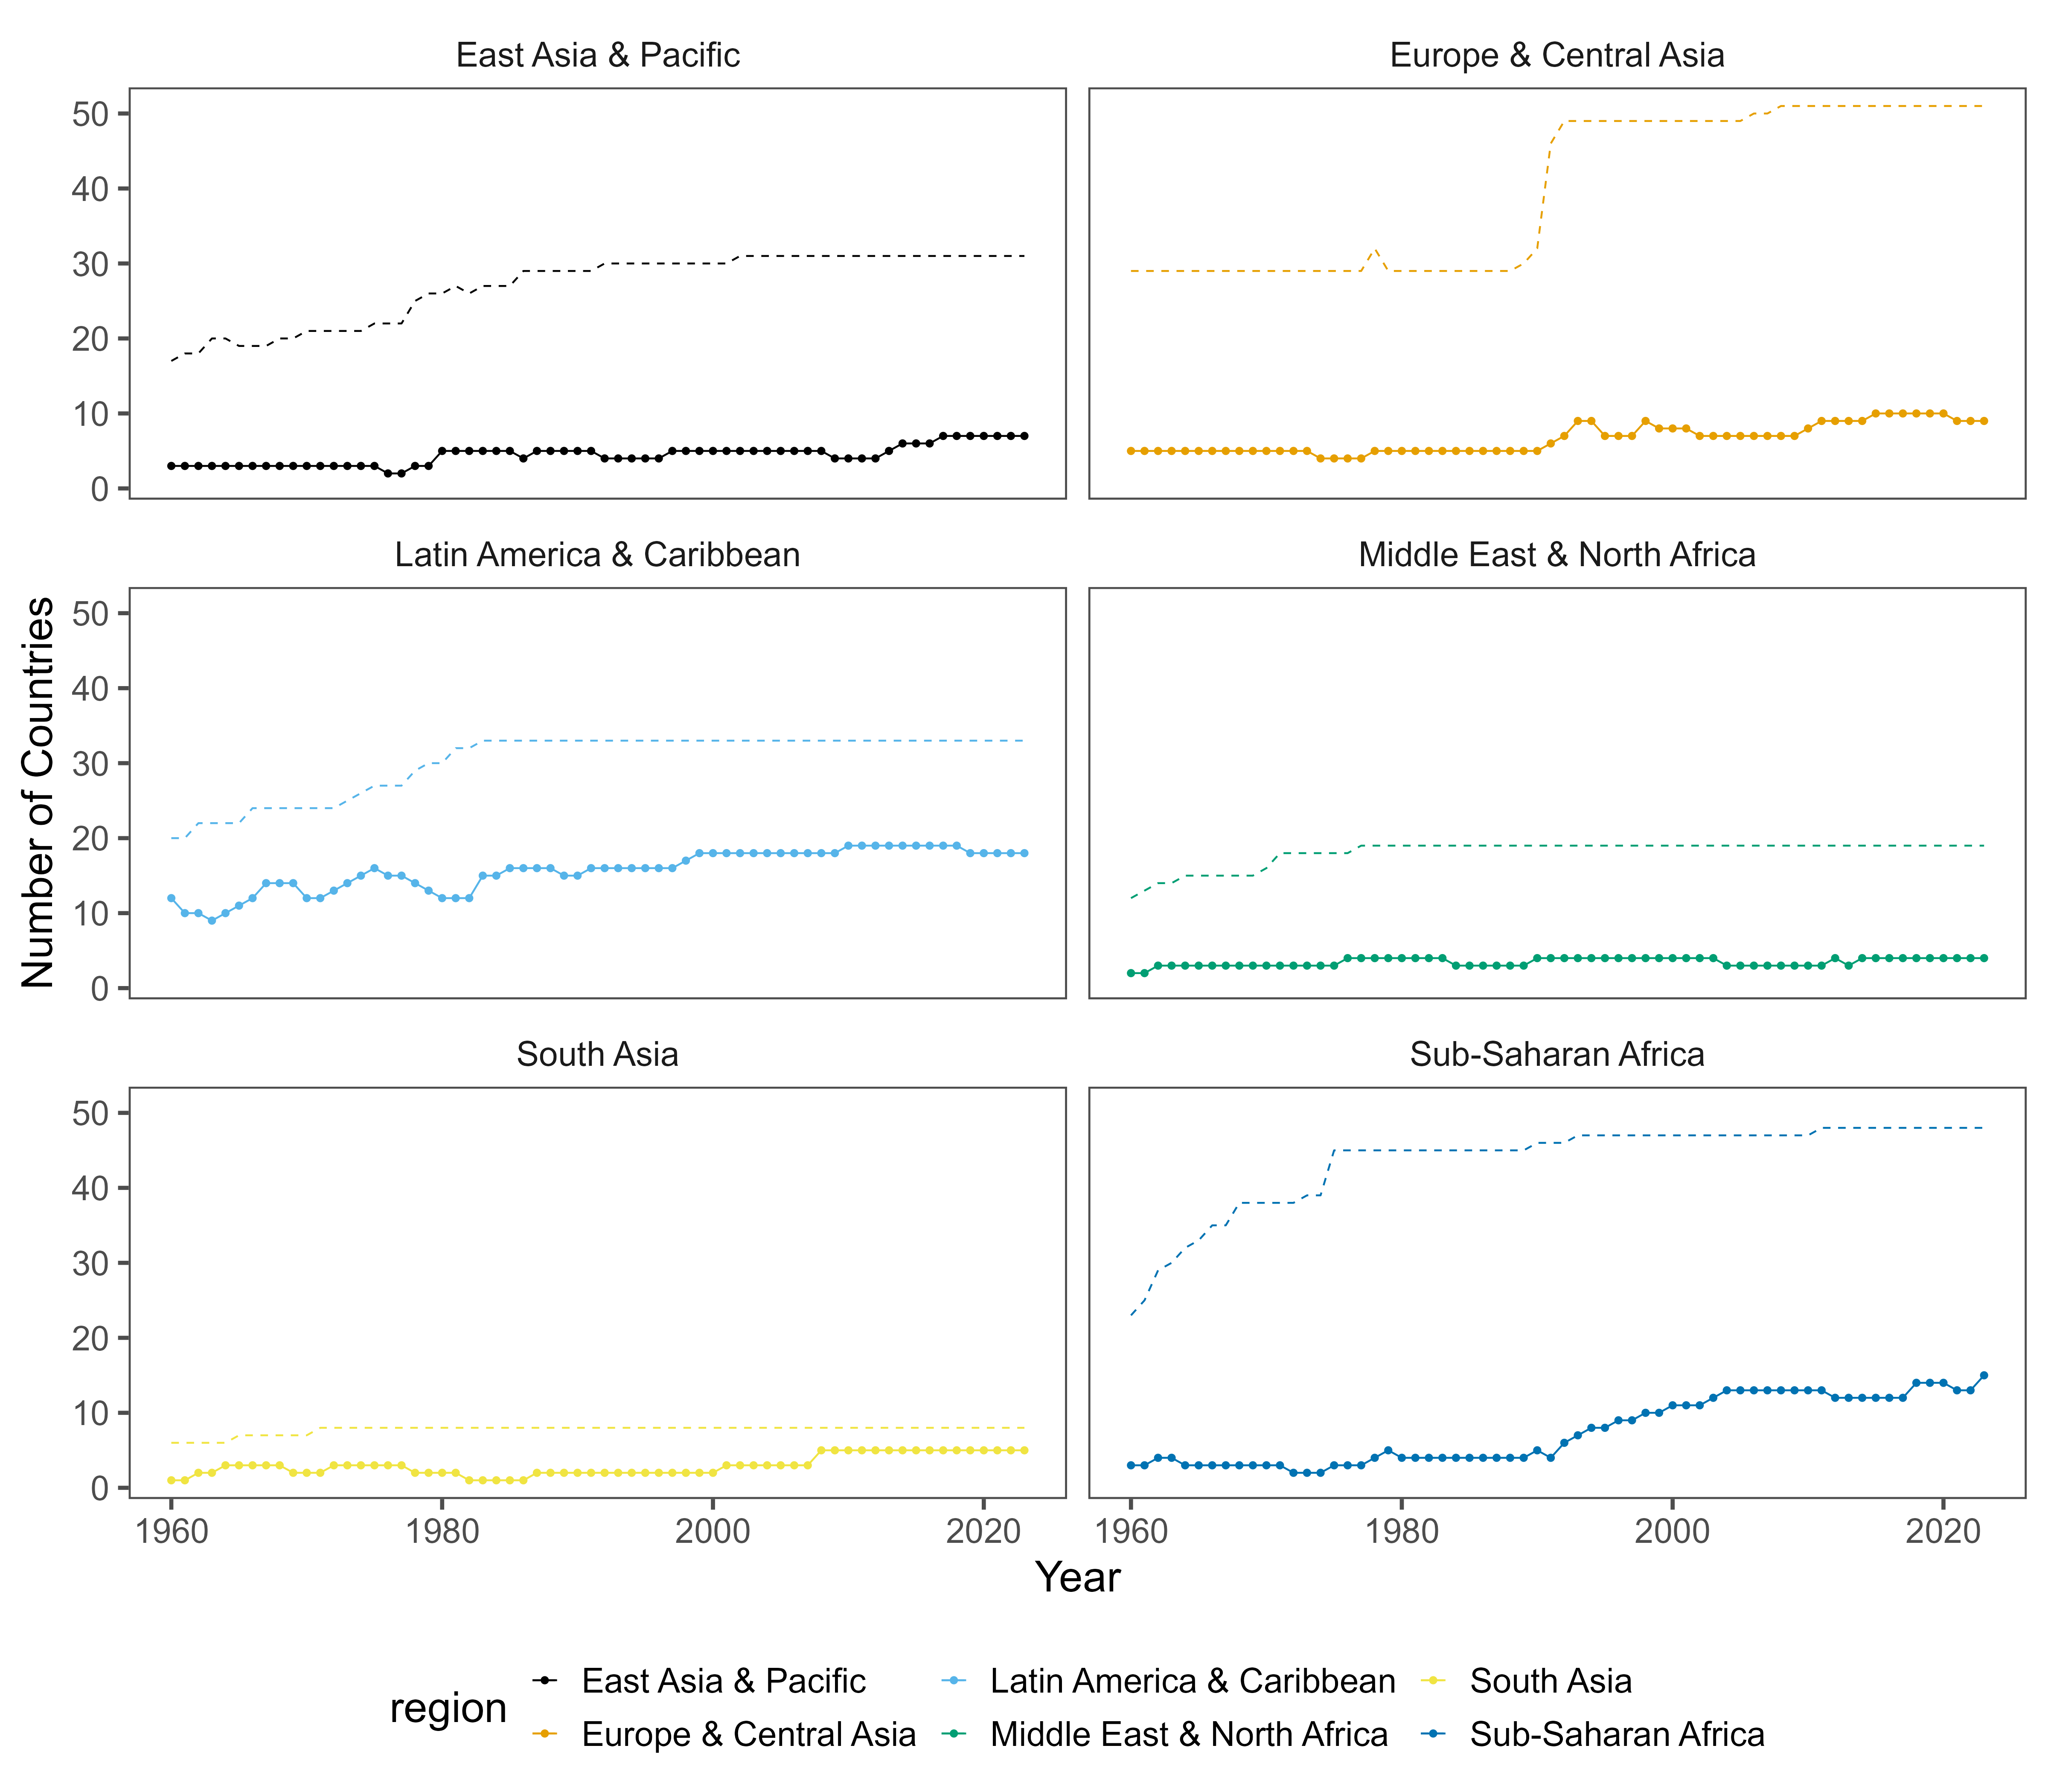 East Asia & Pacific
Europe & Central Asia
50
40
30
20
10
0
Latin America & Caribbean
Middle East & North Africa
50
40
30
20
10
0
Number of Countries
South Asia
Sub-Saharan Africa
50
40
30
20
10
0
1960 1980 2000 2020
1960 1980 2000 2020
Year
region
East Asia & Pacific
Latin America & Caribbean
South Asia
Europe & Central Asia
Middle East & North Africa
Sub-Saharan Africa